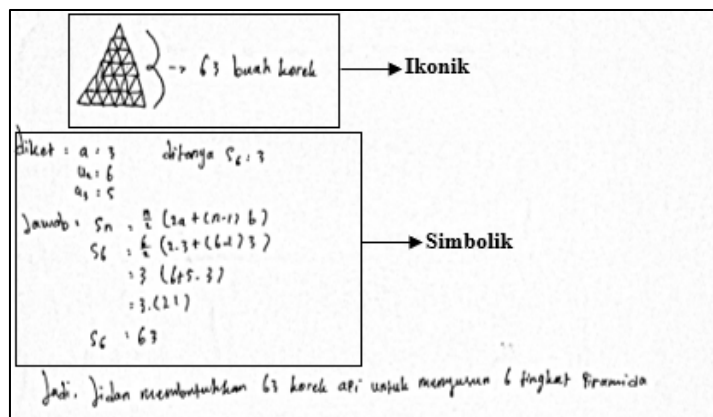 → 63 buah korek
Ikonik
diket : a : 3 ditanya S6 : ?
u2 = 6
u3 : 5
Jawab : Sn = n/2 (2a + (n-1) b)
S6 = 6/2 (2.3 + (6-1) 3)
= 3 (6+5.3)
= 3.(21)
S6 : 63
Simbolik
Jadi, Jidan membutuhkan 63 korek api untuk menyusun 6 tingkat Piramida